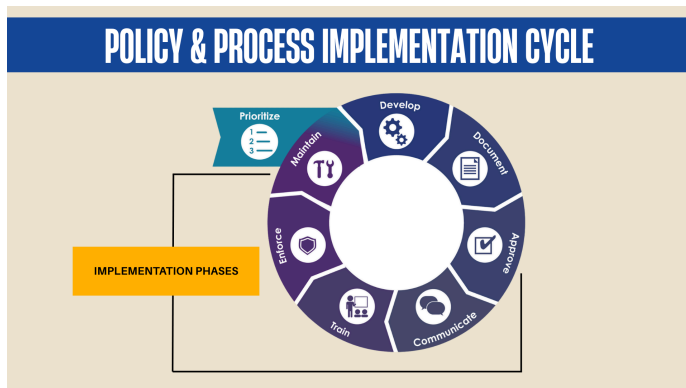 POLICY & PROCESS IMPLEMENTATION CYCLE
Prioritize
1
2
3
Develop
Document
Approve
Communicate
Train
Enforce
Maintain
IMPLEMENTATION PHASES